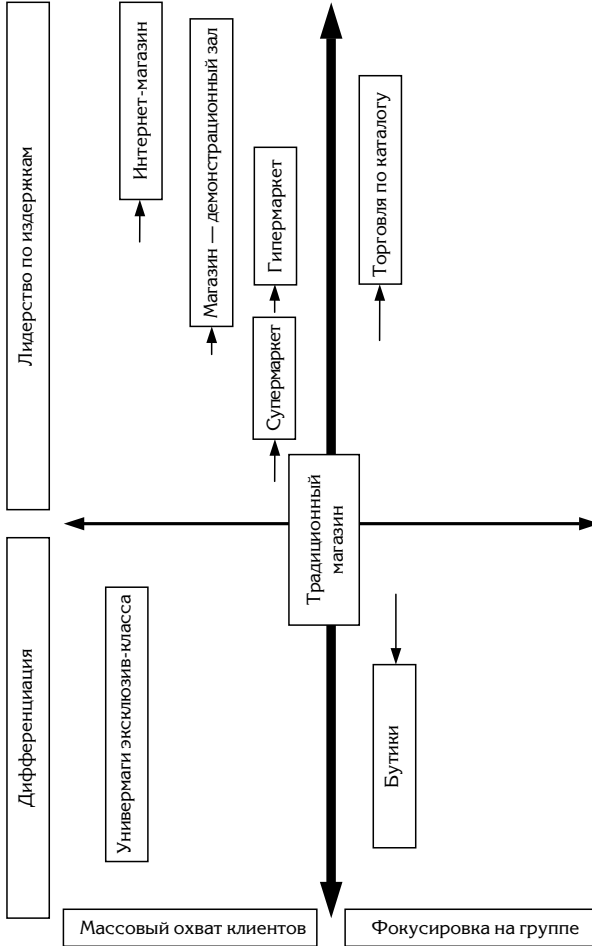 Дифференциация
Лидерство по издержкам
Массовый охват клиентов
Универмаги эксклюзив-класса
Интернет-магазин
Магазин — демонстрационный зал
Супермаркет
Гипермаркет
Традиционный
магазин
Фокусировка на группе
Бутики
Торговля по каталогу